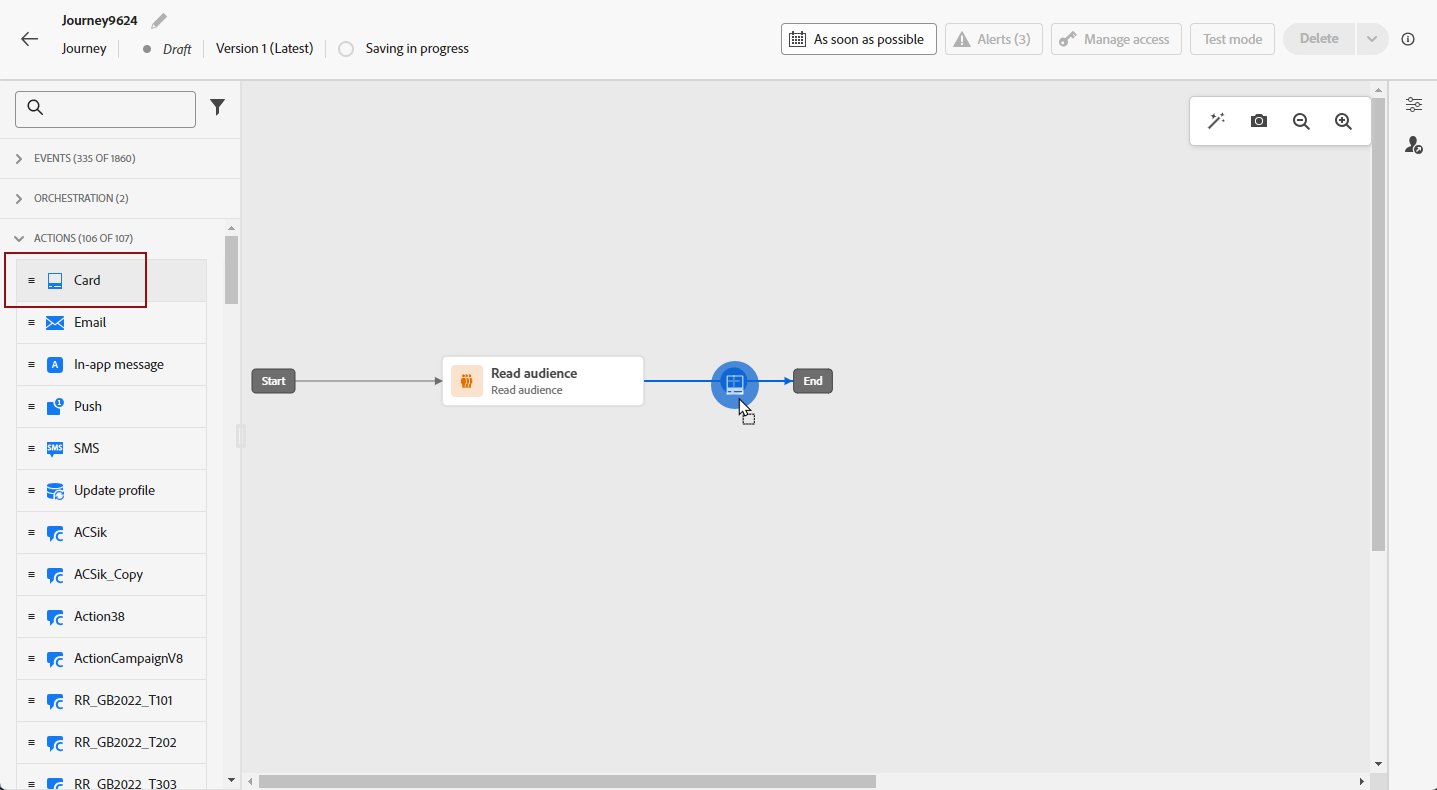 Journey9624
Journey
Draft
Version 1 (Latest)
Saving in progress
As soon as possible
Alerts (3)
Manage access
Test mode
Delete
EVENTS (335 OF 1860)
ORCHESTRATION (2)
ACTIONS (106 OF 107)
Card
Email
A
In-app message
1
Push
SMS
SMS
Update profile
ACSik
ACSik_Copy
Action38
ActionCampaignV8
RR_GB2022_T101
RR_GB2022_T202
RR_GB2022_T303
Start
Read audience
Read audience
End